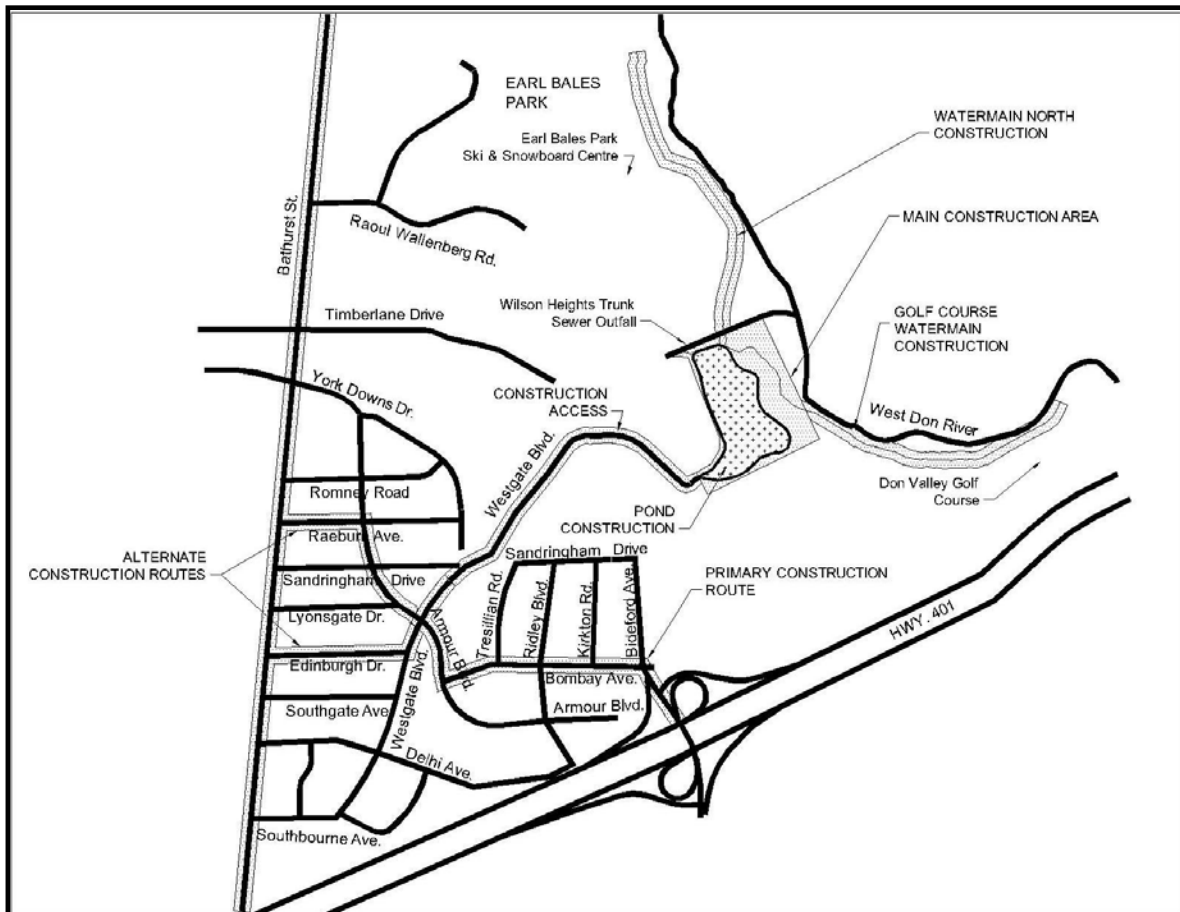 EARL BALES
PARK
Earl Bales Park
Ski & Snowboard Centre
WATERMAIN NORTH
CONSTRUCTION
MAIN CONSTRUCTION AREA
Bathurst St.
Raoul Wallenberg Rd.
Wilson Heights Trunk
Sewer Outfall
GOLF COURSE
WATERMAIN
CONSTRUCTION
Timberlane Drive
York Downs Dr.
CONSTRUCTION
ACCESS
West Don River
Westgate Blvd.
Don Valley Golf
Course
Romney Road
POND
CONSTRUCTION
Raeburn Ave.
ALTERNATE
CONSTRUCTION ROUTES
Sandringham Drive
Sandringham Drive
PRIMARY CONSTRUCTION
ROUTE
Lyonsgate Dr.
Armour Blvd.
Tresillian Rd.
Ridley Blvd.
Kirkton Rd.
Bideford Ave.
HWY. 401
Edinburgh Dr.
Westgate Blvd.
Bombay Ave.
Southgate Ave
Armour Blvd.
Delhi Ave.
Southbourne Ave.